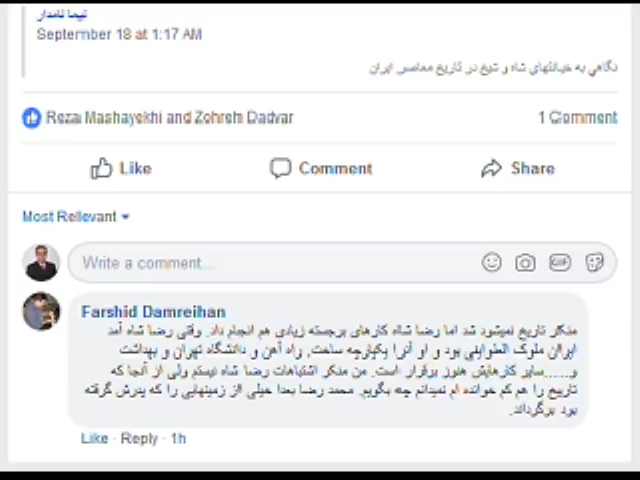 نیما نامدار
September 18 at 1:17 AM
نگاهی به خیانتهای شاه و شیخ در تاریخ معاصر ایران
Reza Mashayekhi and Zohreh Dadvar
1 Comment
Like
Comment
Share
Most Relevant
Write a comment...
GIF
Farshid Damreihan
منکر تاریخ نمیشود شد اما رضا شاه کارهای برجسته زیادی هم انجام داد. وقتی رضا شاه آمد
ایران ملوک الطوایفی بود و او آنرا یکپارچه ساخت، راه آهن و دانشگاه تهران و بهداشت
و......سایر کارهایش هنوز برقرار است. من منکر اشتباهات رضا شاه نیستم ولی از آنجا که
تاریخ را هم کم خوانده ام نمیدانم چه بگویم. محمد رضا بعدا خیلی از زمینهایی را که پدرش گرفته
بود برگرداند.
Like · Reply · 1h